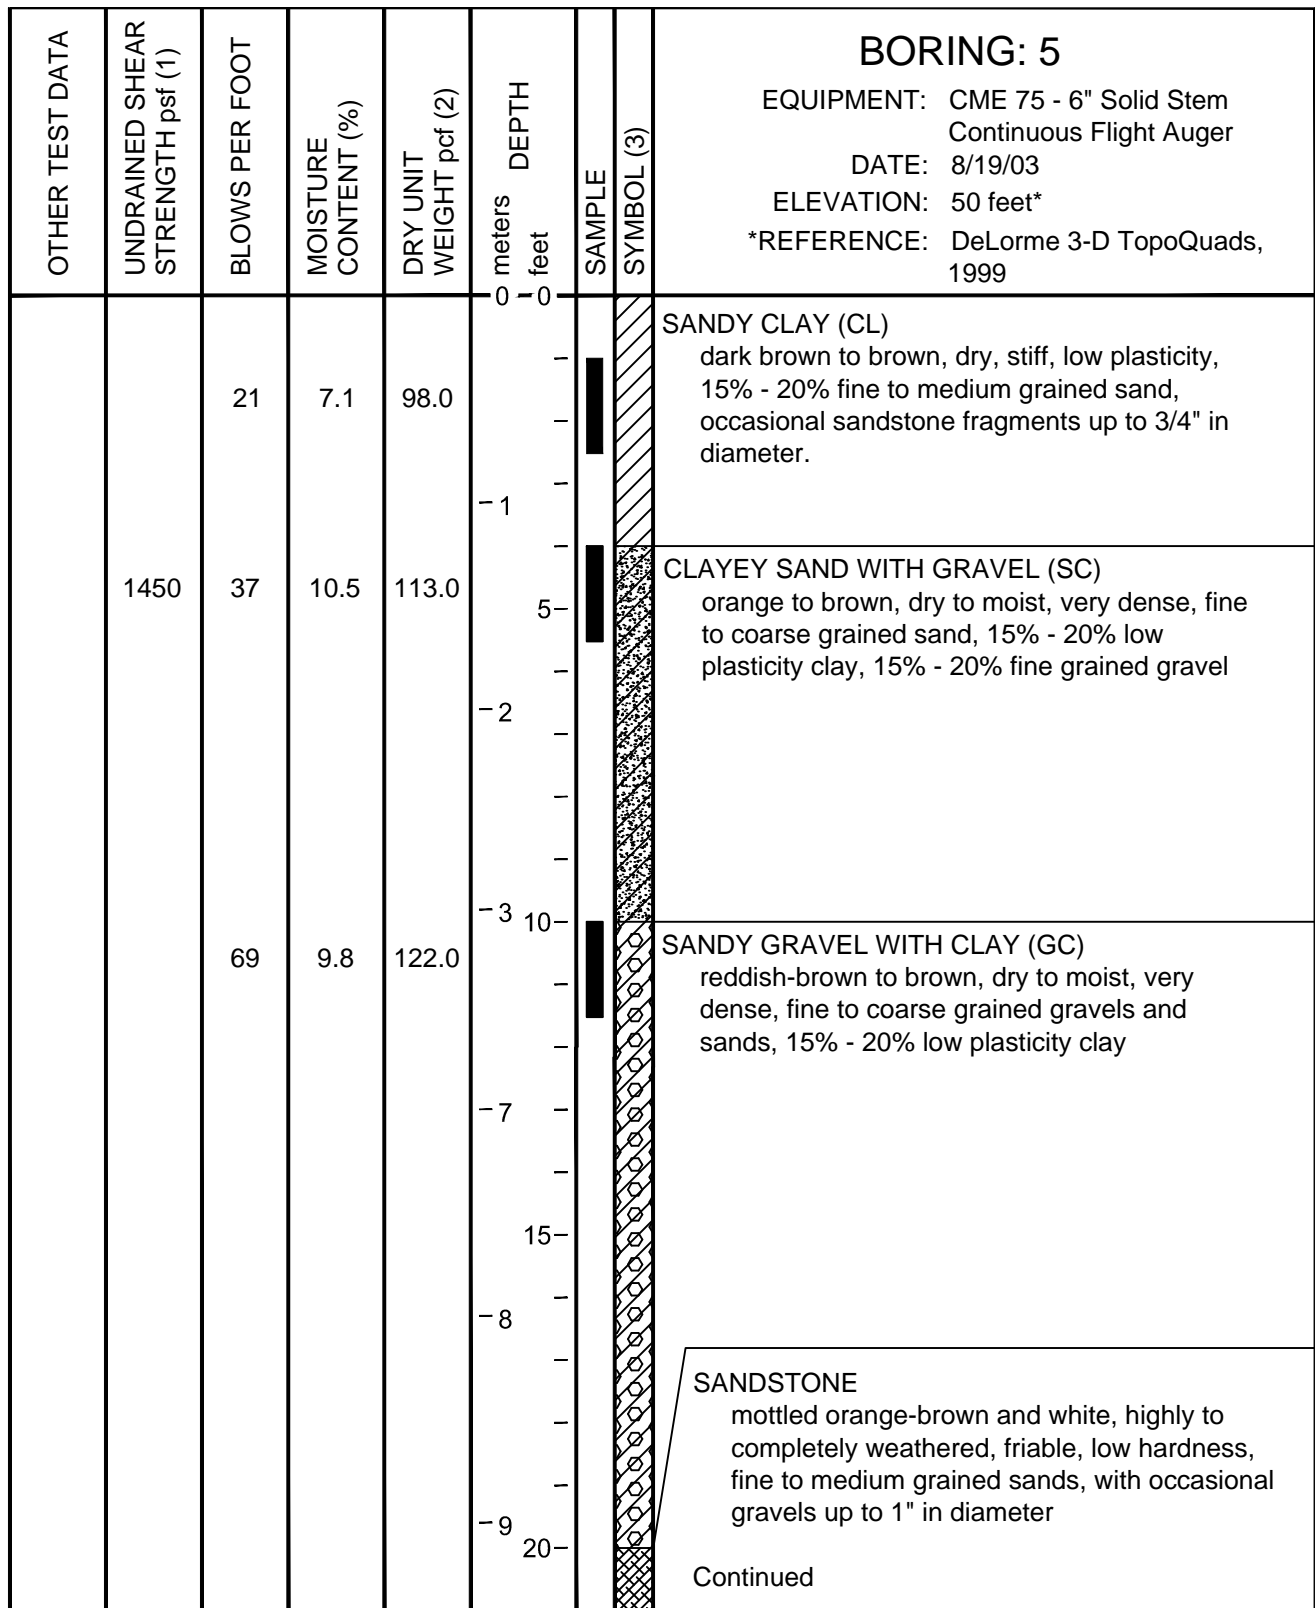 OTHER TEST DATA
UNDRAINED SHEAR
STRENGTH psf (1)
BLOWS PER FOOT
MOISTURE
CONTENT (%)
DRY UNIT
WEIGHT pcf (2)
DEPTH
meters
feet
SAMPLE
SYMBOL (3)
BORING: 5
EQUIPMENT: CME 75 - 6" Solid Stem
Continuous Flight Auger
DATE: 8/19/03
ELEVATION: 50 feet*
*REFERENCE: DeLorme 3-D TopoQuads,
1999
0 0
SANDY CLAY (CL)
dark brown to brown, dry, stiff, low plasticity,
15% - 20% fine to medium grained sand,
occasional sandstone fragments up to 3/4" in
diameter.
21 7.1 98.0
1
CLAYEY SAND WITH GRAVEL (SC)
orange to brown, dry to moist, very dense, fine
to coarse grained sand, 15% - 20% low
plasticity clay, 15% - 20% fine grained gravel
1450 37 10.5 113.0
5
2
3 10
SANDY GRAVEL WITH CLAY (GC)
reddish-brown to brown, dry to moist, very
dense, fine to coarse grained gravels and
sands, 15% - 20% low plasticity clay
69 9.8 122.0
7
15
8
SANDSTONE
mottled orange-brown and white, highly to
completely weathered, friable, low hardness,
fine to medium grained sands, with occasional
gravels up to 1" in diameter
9
20
Continued